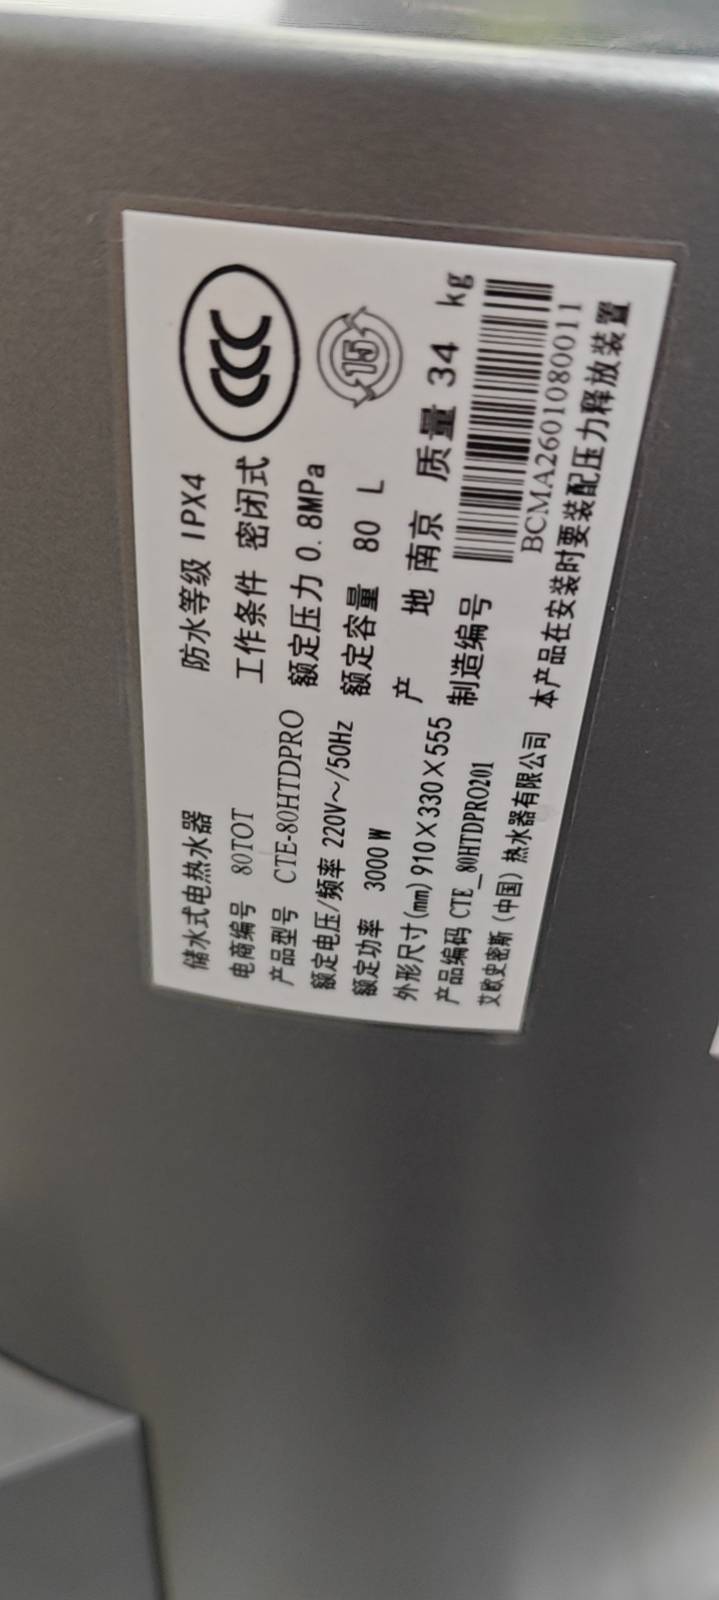 储水式电热水器
电商编号 80TOT
产品型号 CTE-80HTDPRO
额定电压/频率 220V～/50Hz
额定功率 3000W
外形尺寸(mm) 910×330×555
产品编码 CTE_80HTDPRO201
艾欧史密斯（中国）热水器有限公司
防水等级 IPX4
工作条件 密闭式
额定压力 0.8MPa
额定容量 80 L
产 地 南京 质量 34 kg
制造编号
BCMA2601080011
本产品在安装时要装配压力释放装置
CCC
15